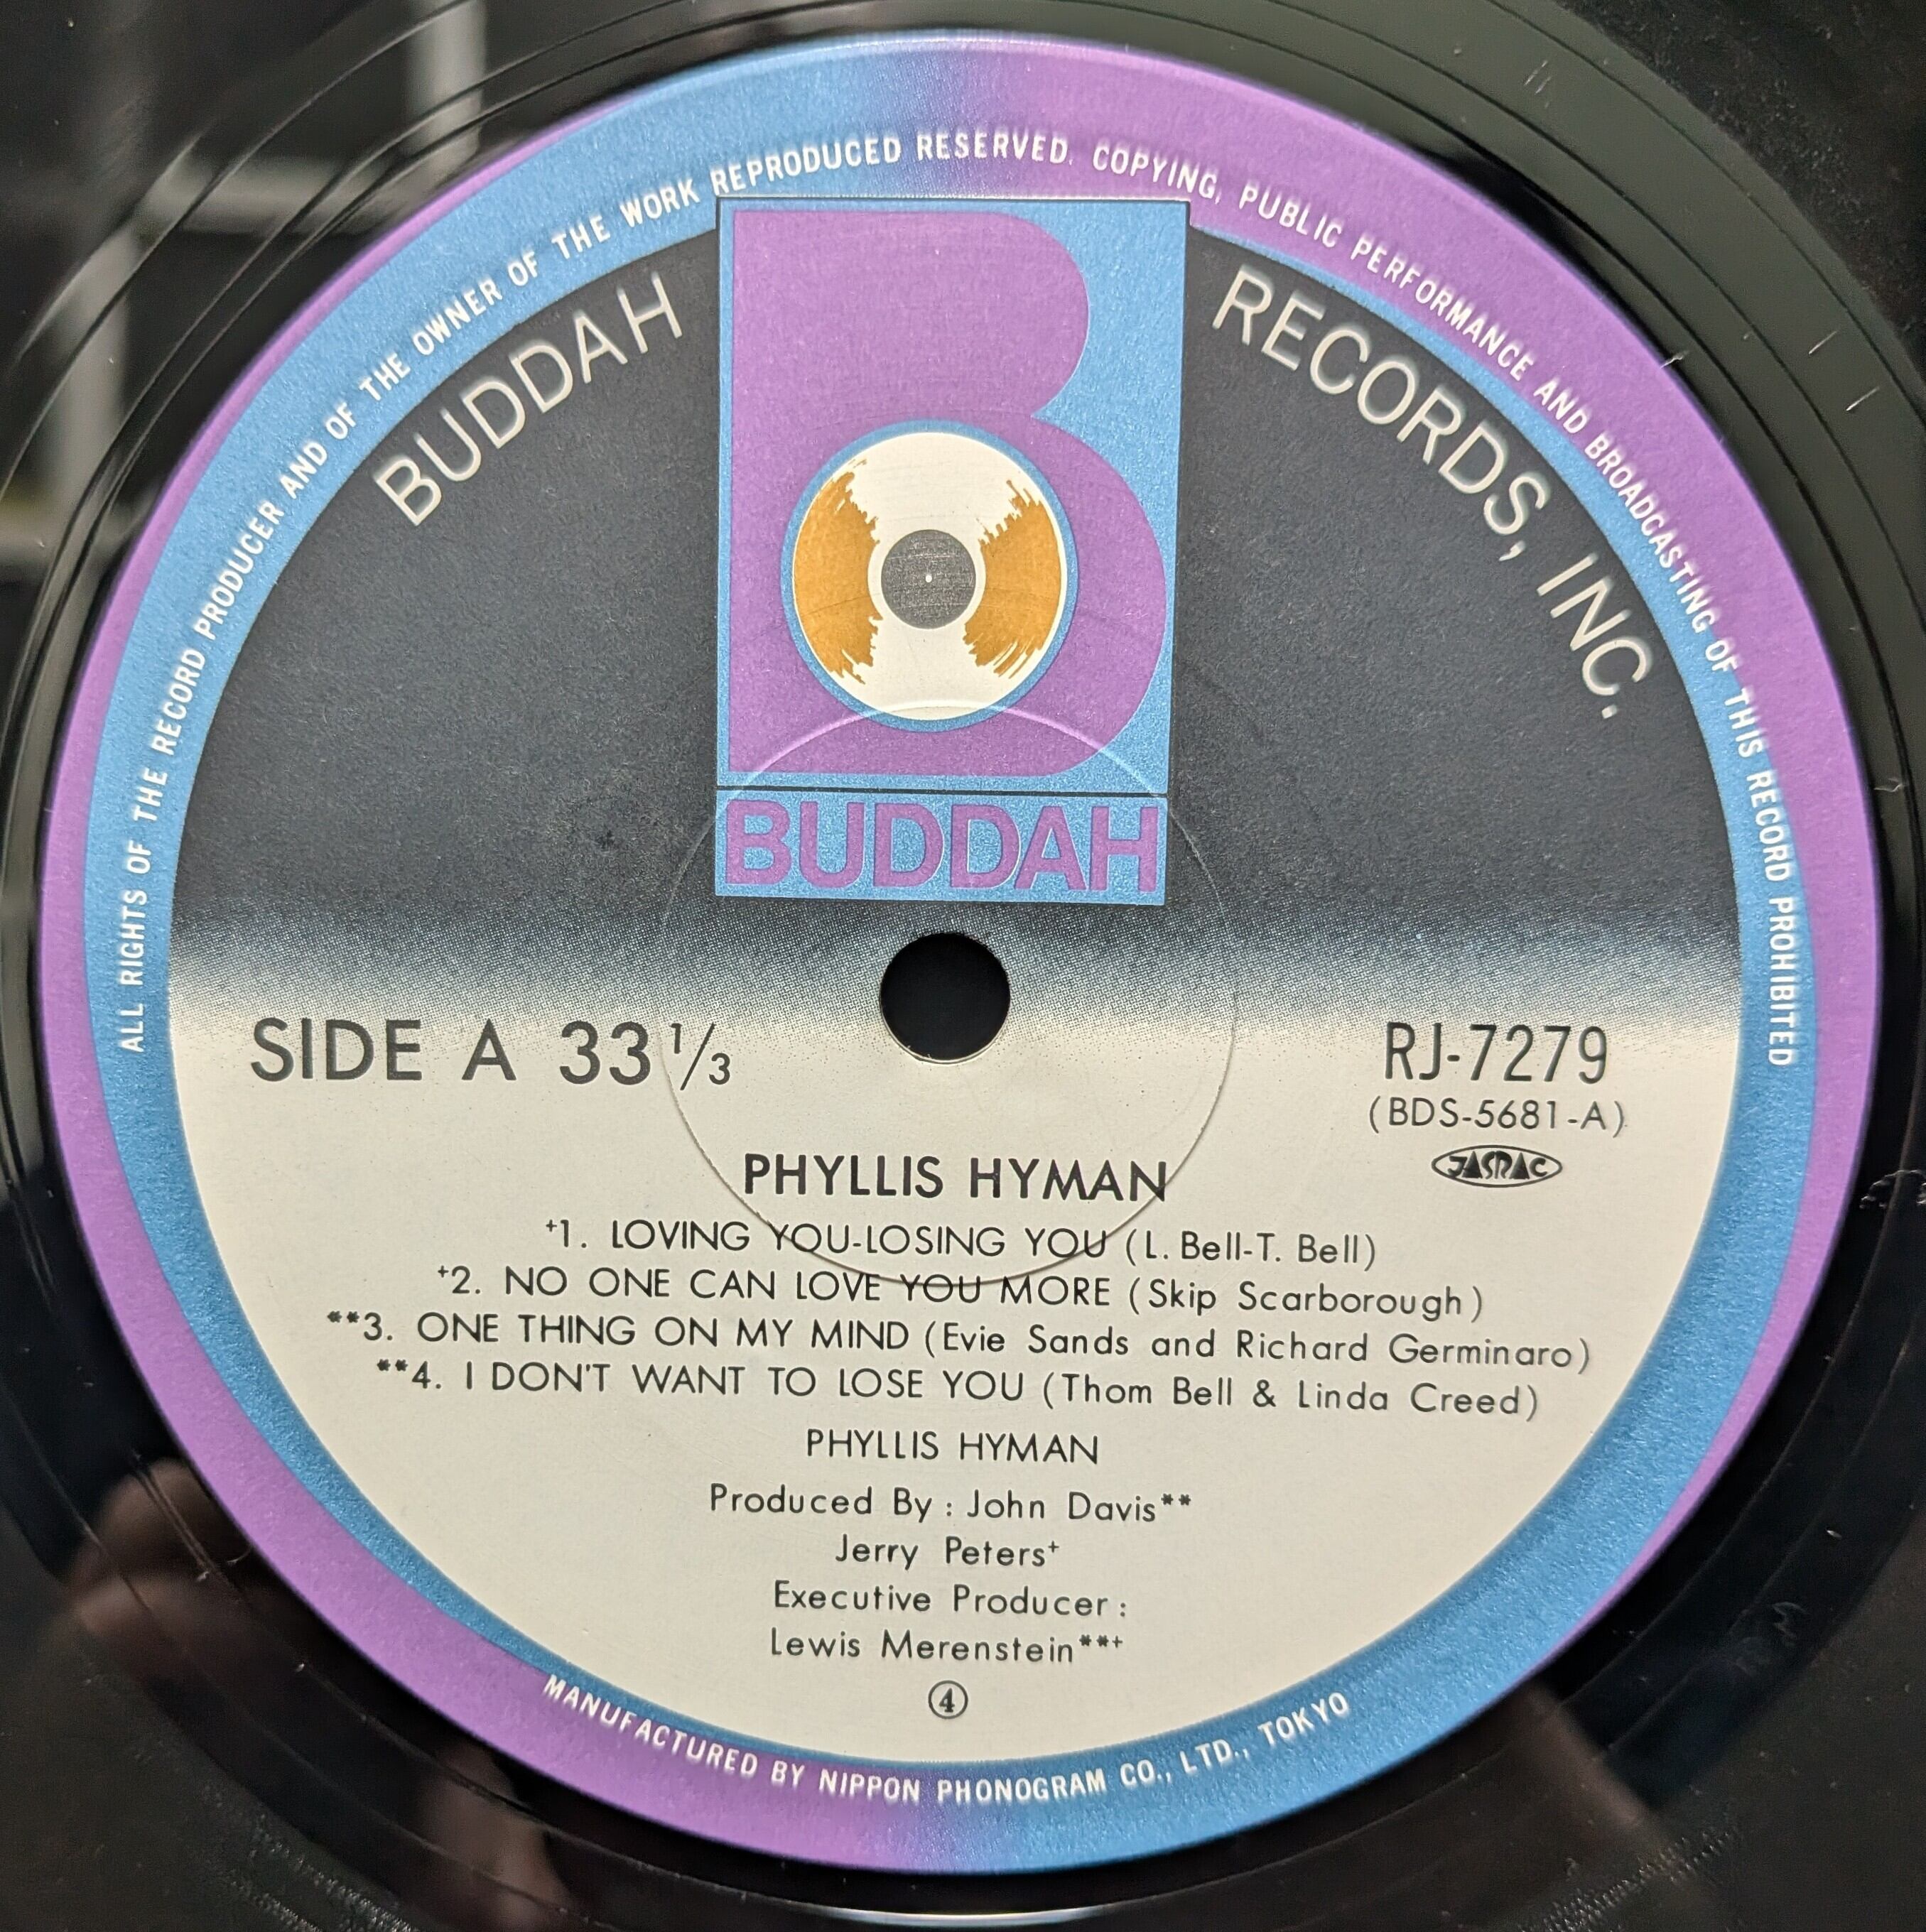 ALL RIGHTS OF THE RECORD PRODUCER AND OF THE OWNER OF THE WORK REPRODUCED RESERVED. COPYING, PUBLIC PERFORMANCE AND BROADCASTING OF THIS RECORD PROHIBITED
BUDDAH RECORDS, INC.
BUDDAH
SIDE A 33 1/3
RJ-7279
(BDS-5681-A)
JASRAC
PHYLLIS HYMAN
+1. LOVING YOU-LOSING YOU (L. Bell-T. Bell)
+2. NO ONE CAN LOVE YOU MORE (Skip Scarborough)
**3. ONE THING ON MY MIND (Evie Sands and Richard Germinaro)
**4. I DON'T WANT TO LOSE YOU (Thom Bell & Linda Creed)
PHYLLIS HYMAN
Produced By : John Davis**
Jerry Peters+
Executive Producer :
Lewis Merenstein**+
④
MANUFACTURED BY NIPPON PHONOGRAM CO., LTD., TOKYO